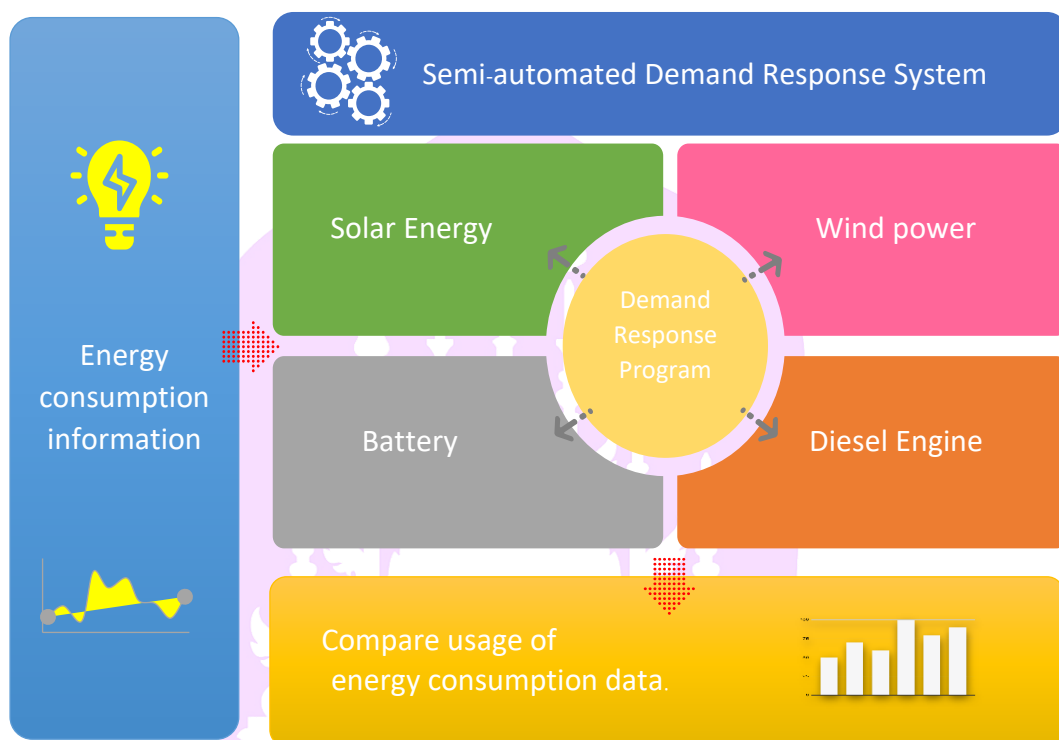 Semi-automated Demand Response System
Energy
consumption
information
Solar Energy
Wind power
Demand
Response
Program
Battery
Diesel Engine
Compare usage of
energy consumption data.